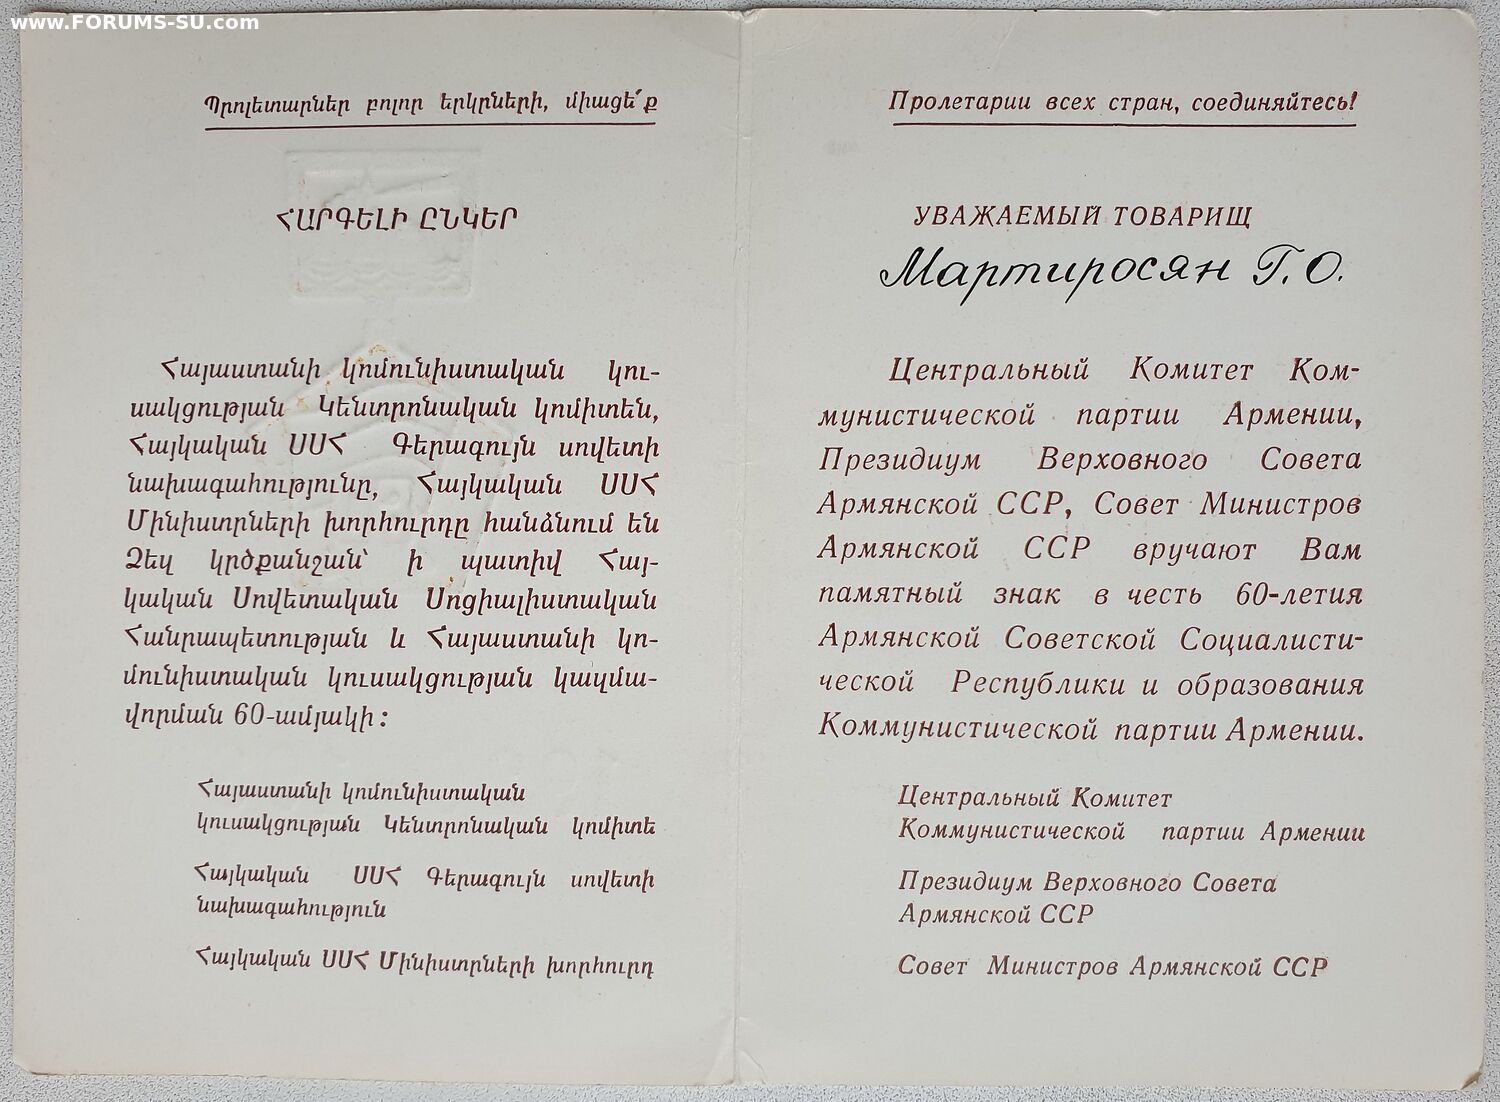 www.FORUMS-SU.com
Պրոլետարներ բոլոր երկրների, միացե՛ք
ՀԱՐԳԵԼԻ ԸՆԿԵՐ
Հայաստանի կոմունիստական կու-
սակցության Կենտրոնական կոմիտեն,
Հայկական ՍՍՀ Գերագույն սովետի
նախագահությունը, Հայկական ՍՍՀ
Մինիստրների խորհուրդը հանձնում են
Ձեզ կրծքանշան՝ ի պատիվ Հայ-
կական Սովետական Սոցիալիստական
Հանրապետության և Հայաստանի կո-
մունիստական կուսակցության կազմա-
վորման 60-ամյակի:
Հայաստանի կոմունիստական
կուսակցության Կենտրոնական կոմիտե
Հայկական ՍՍՀ Գերագույն սովետի
նախագահություն
Հայկական ՍՍՀ Մինիստրների խորհուրդ
Пролетарии всех стран, соединяйтесь!
УВАЖАЕМЫЙ ТОВАРИЩ
Мартиросян Г. О.
Центральный Комитет Ком-
мунистической партии Армении,
Президиум Верховного Совета
Армянской ССР, Совет Министров
Армянской ССР вручают Вам
памятный знак в честь 60-летия
Армянской Советской Социалисти-
ческой Республики и образования
Коммунистической партии Армении.
Центральный Комитет
Коммунистической партии Армении
Президиум Верховного Совета
Армянской ССР
Совет Министров Армянской ССР